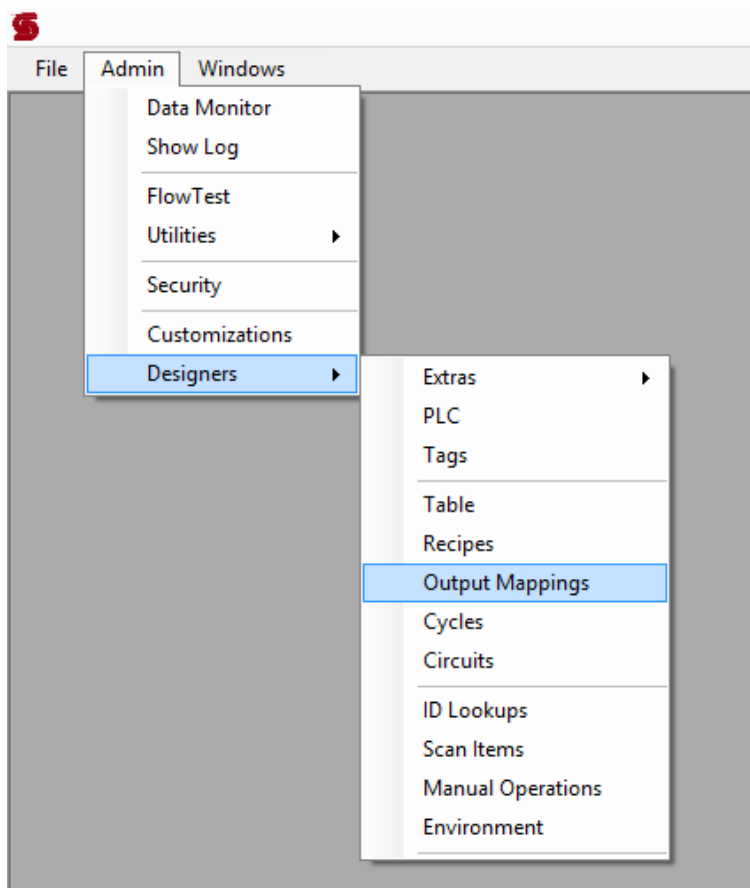 File Admin Windows
Data Monitor
Show Log
FlowTest
Utilities
Security
Customizations
Designers
Extras
PLC
Tags
Table
Recipes
Output Mappings
Cycles
Circuits
ID Lookups
Scan Items
Manual Operations
Environment